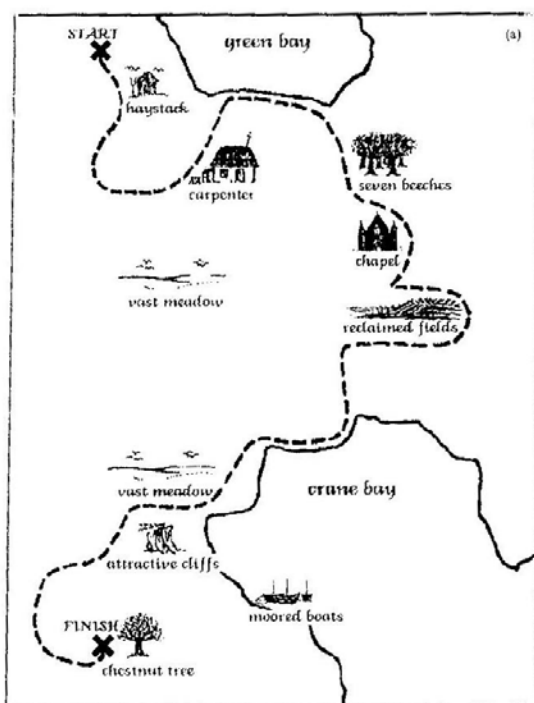 START
green bay
(a)
haystack
carpenter
seven beeches
chapel
vast meadow
reclaimed fields
vast meadow
crane bay
attractive cliffs
moored boats
FINISH
chestnut tree